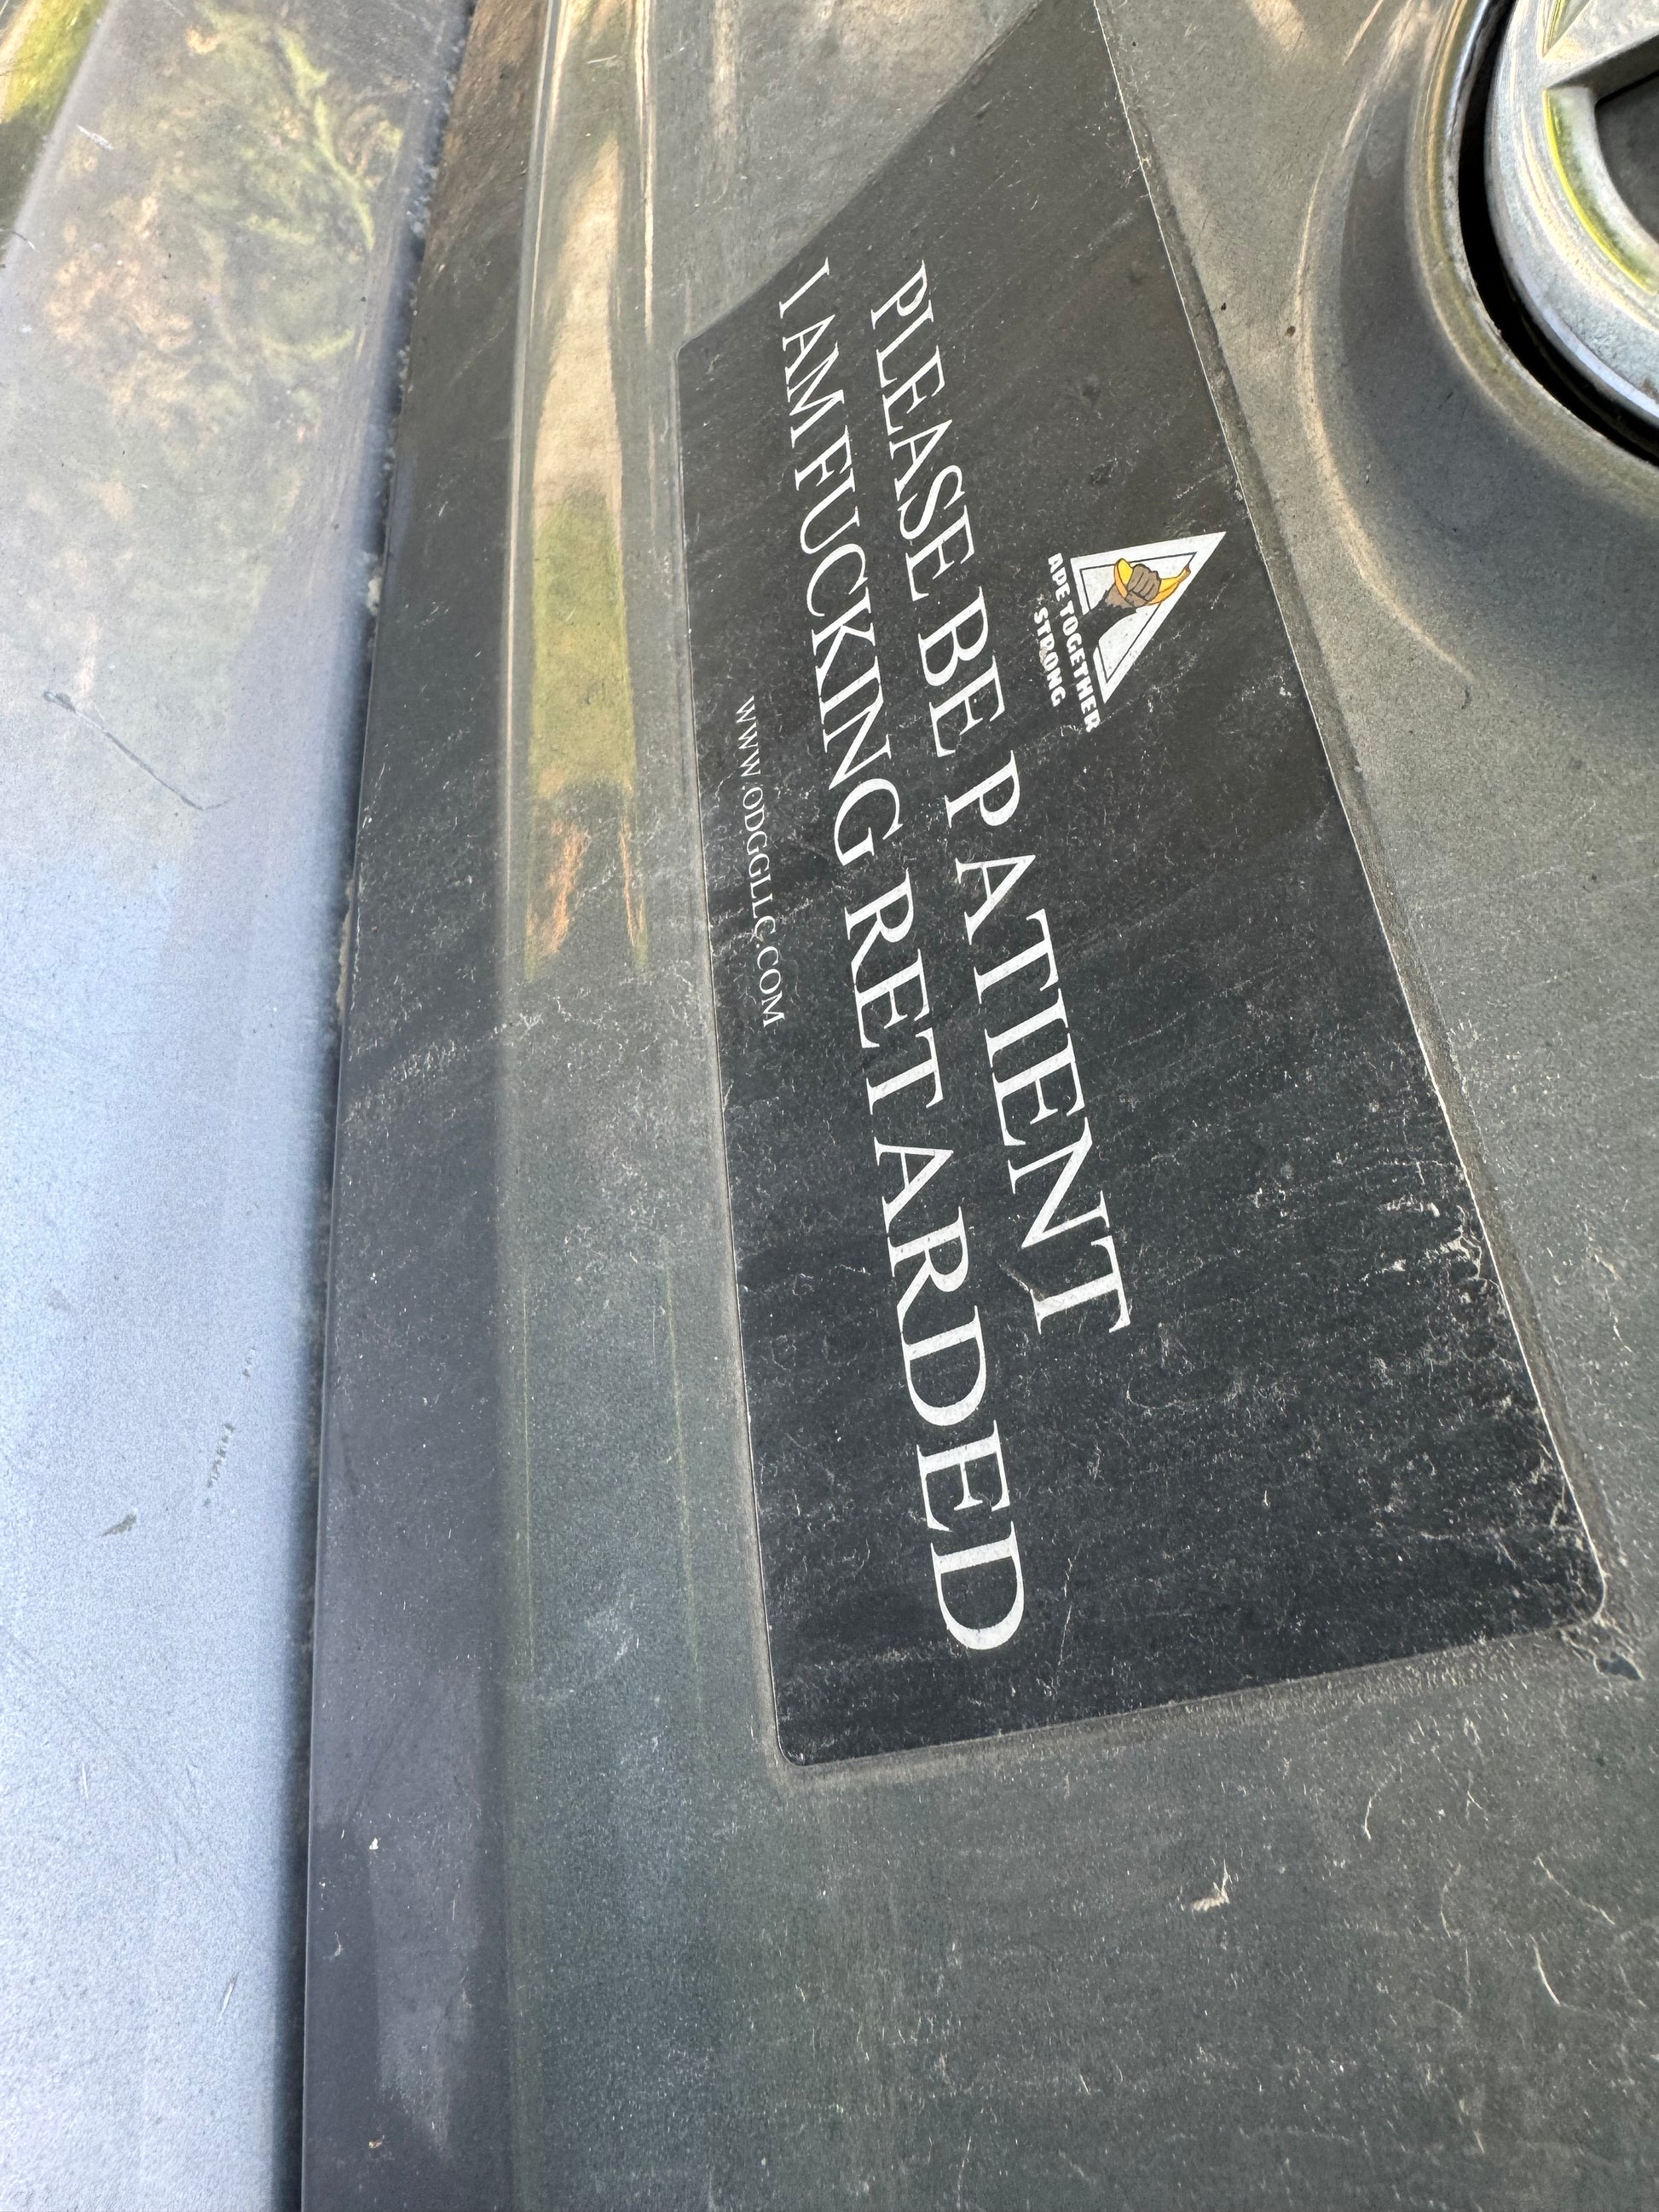 APE TOGETHER
STRONG
PLEASE BE PATIENT
I AM FUCKING RETARDED
WWW.ODGGLLC.COM